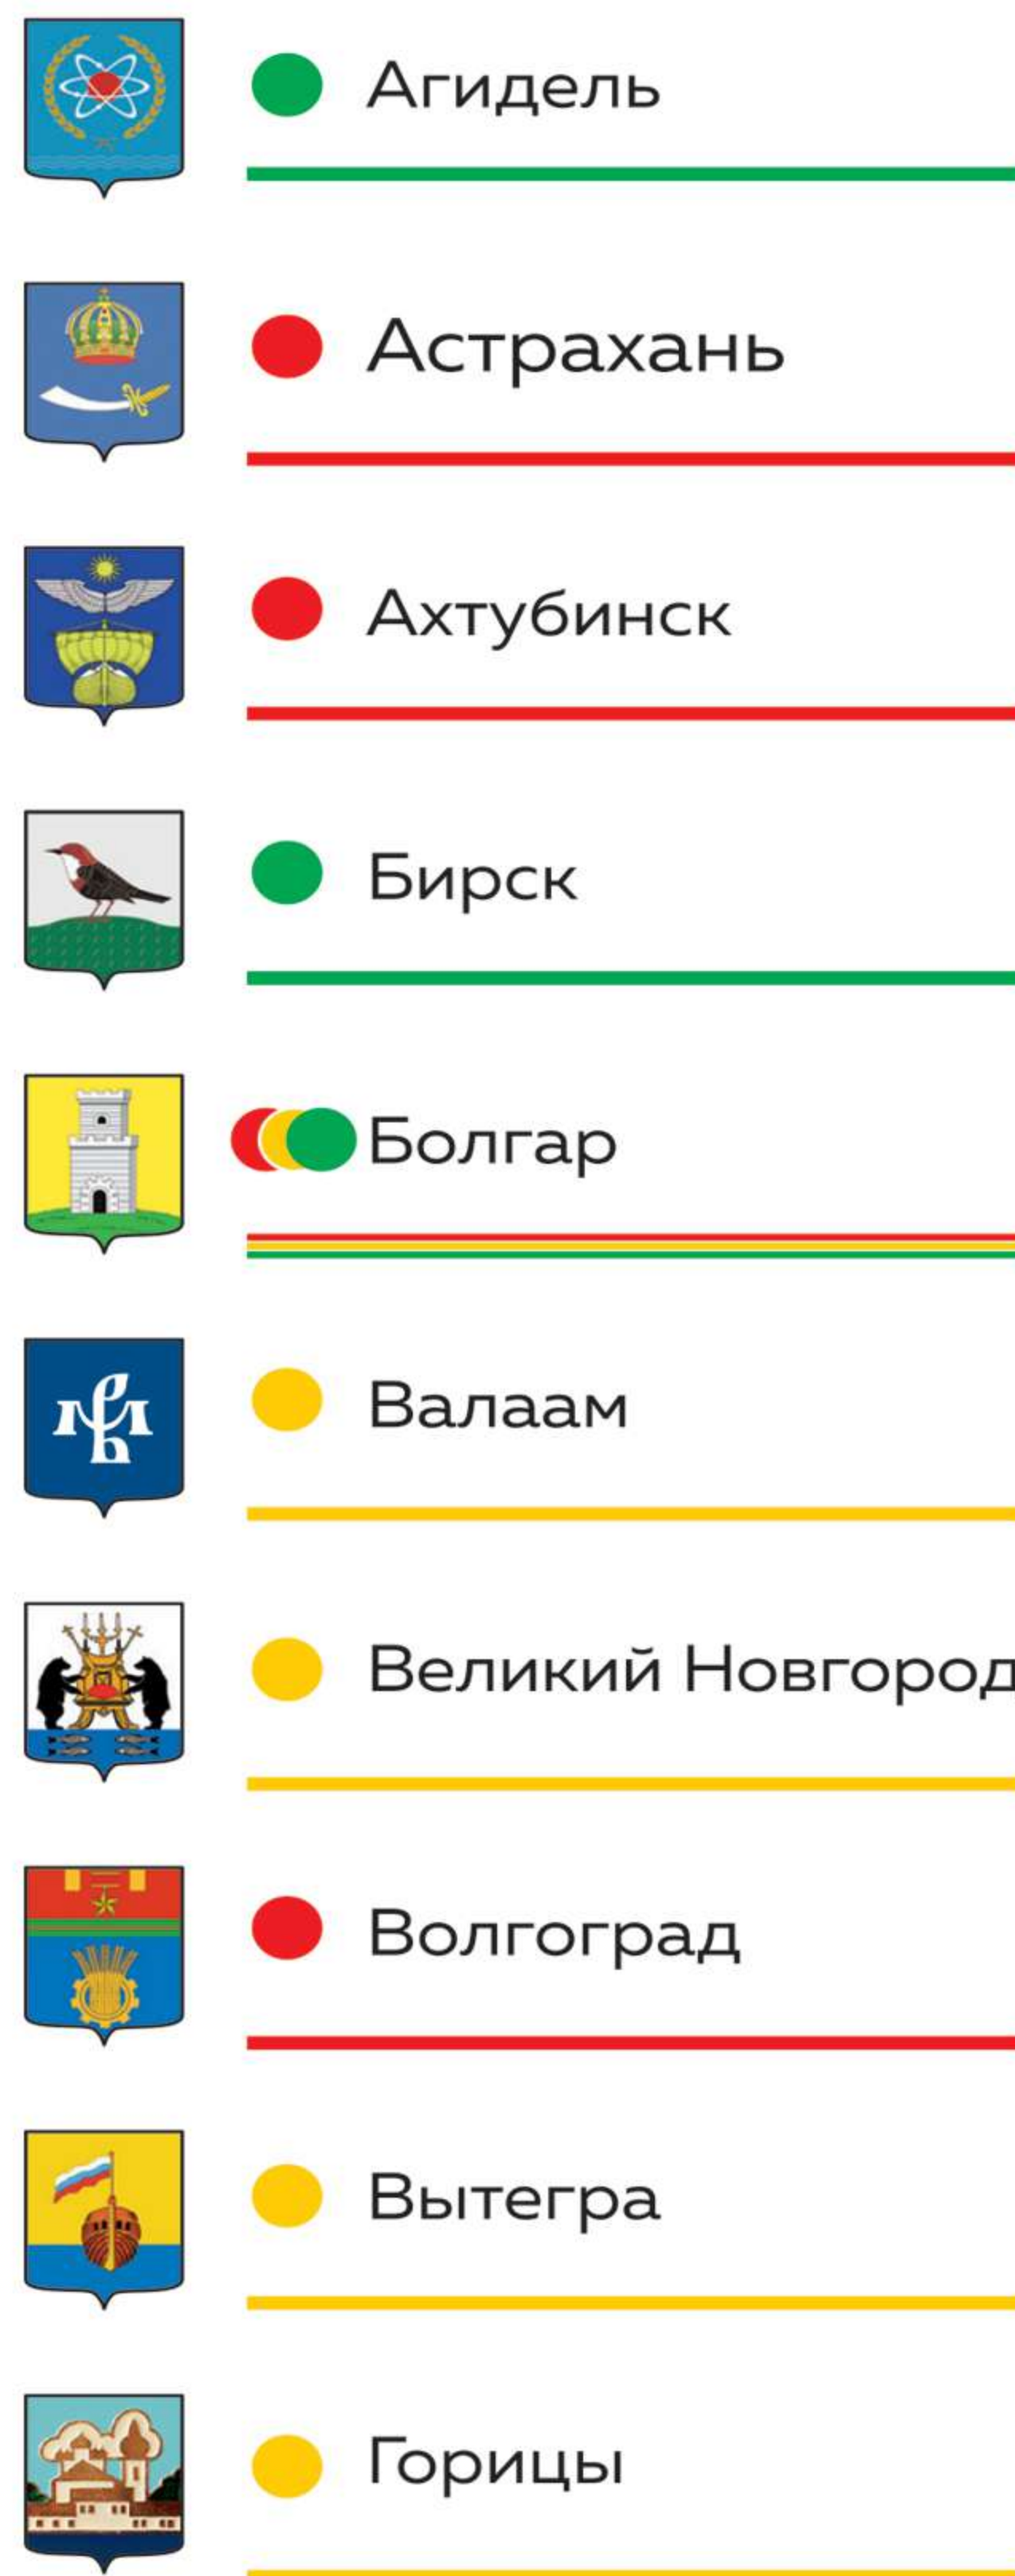 Агидель
Астрахань
Ахтубинск
Бирск
Болгар
Валаам
Великий Новгород
Волгоград
Вытегра
Горицы